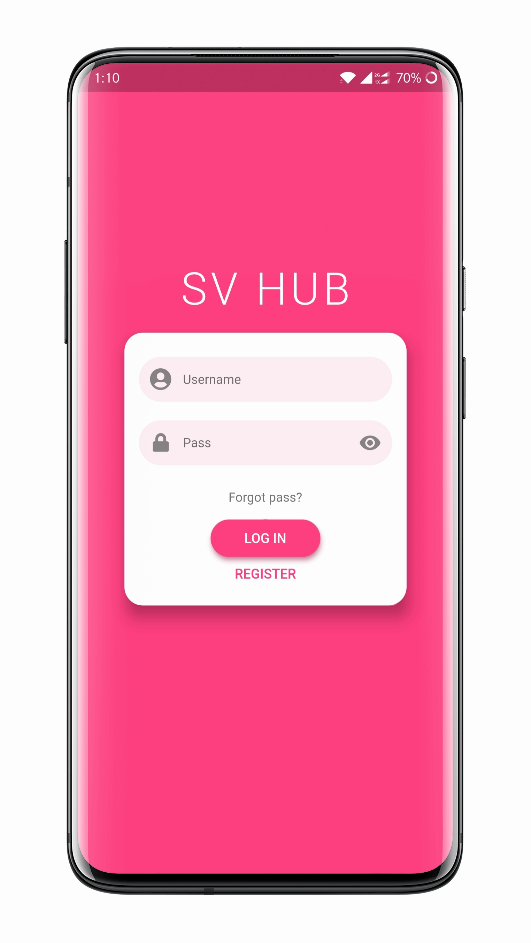 1:10
70%
SV HUB
Username
Pass
Forgot pass?
LOG IN
REGISTER